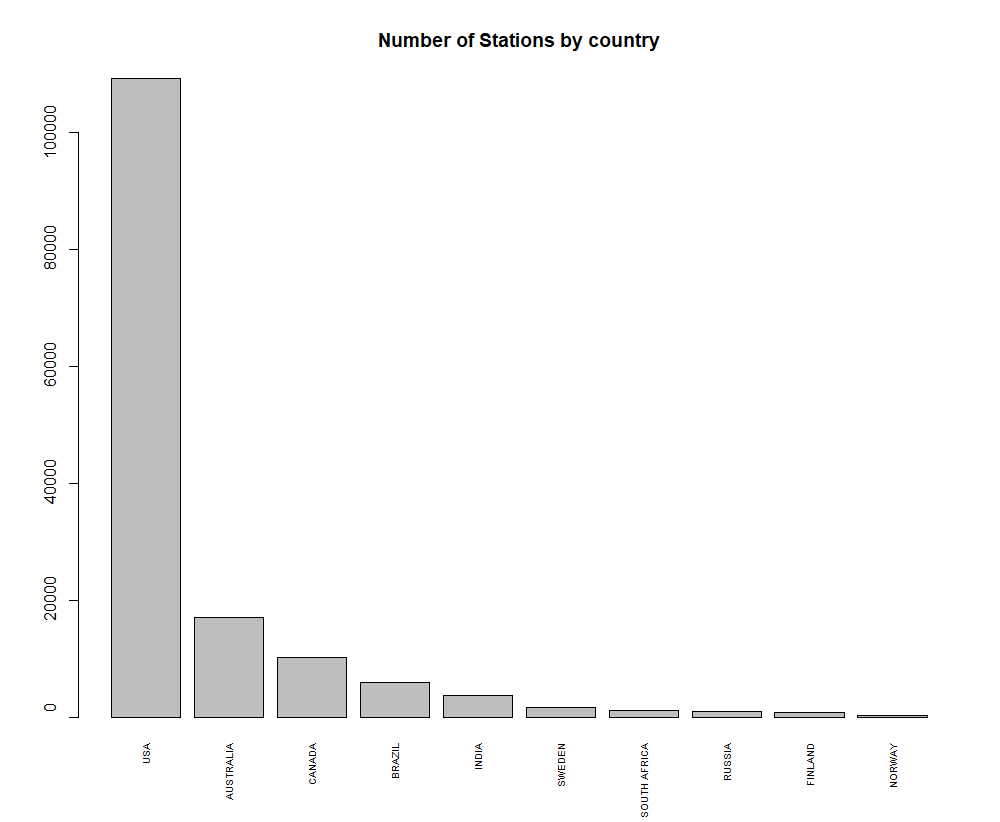 Number of Stations by country
100000
80000
60000
40000
20000
0
USA
AUSTRALIA
CANADA
BRAZIL
INDIA
SWEDEN
SOUTH AFRICA
RUSSIA
FINLAND
NORWAY